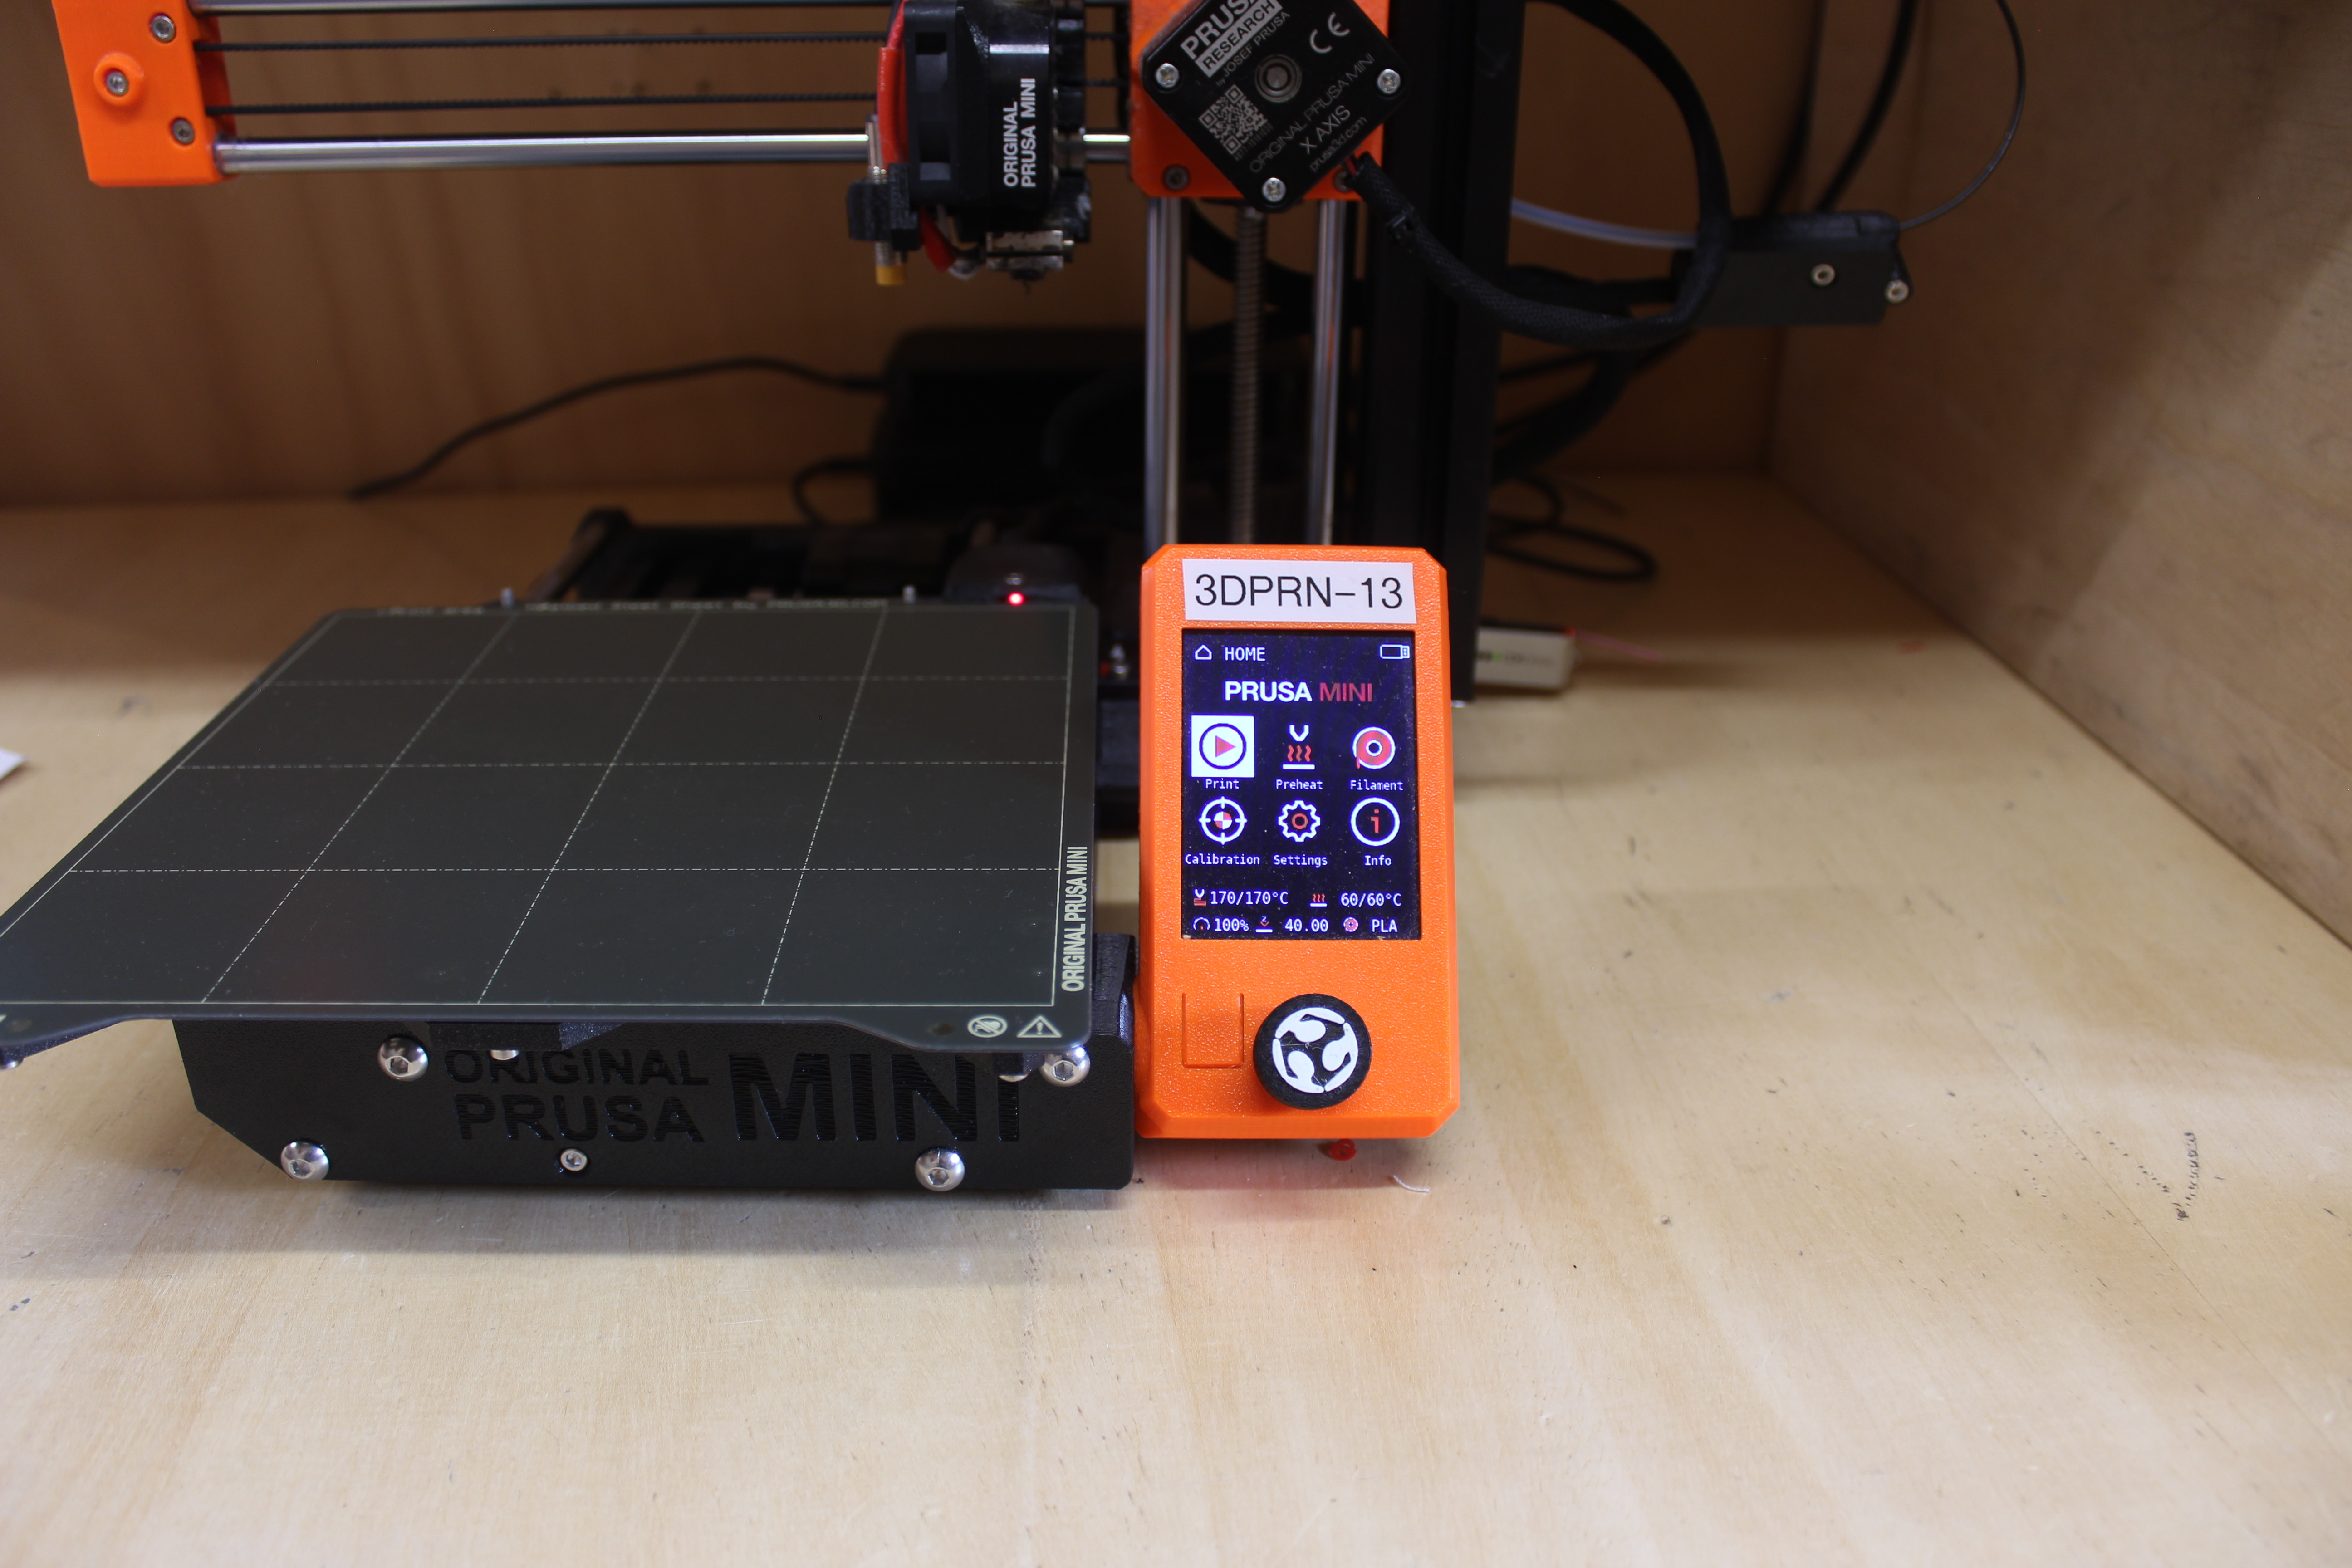 PRUSA
RESEARCH
by JOSEF PRUSA
CE
ORIGINAL PRUSA MINI
X AXIS
prusa3d.com
ORIGINAL
PRUSA MINI
3DPRN-13
HOME
PRUSA MINI
Print
Preheat
Filament
Calibration
Settings
Info
170/170°C
60/60°C
100%
40.00
PLA
ORIGINAL PRUSA MINI
ORIGINAL
PRUSA
MINI